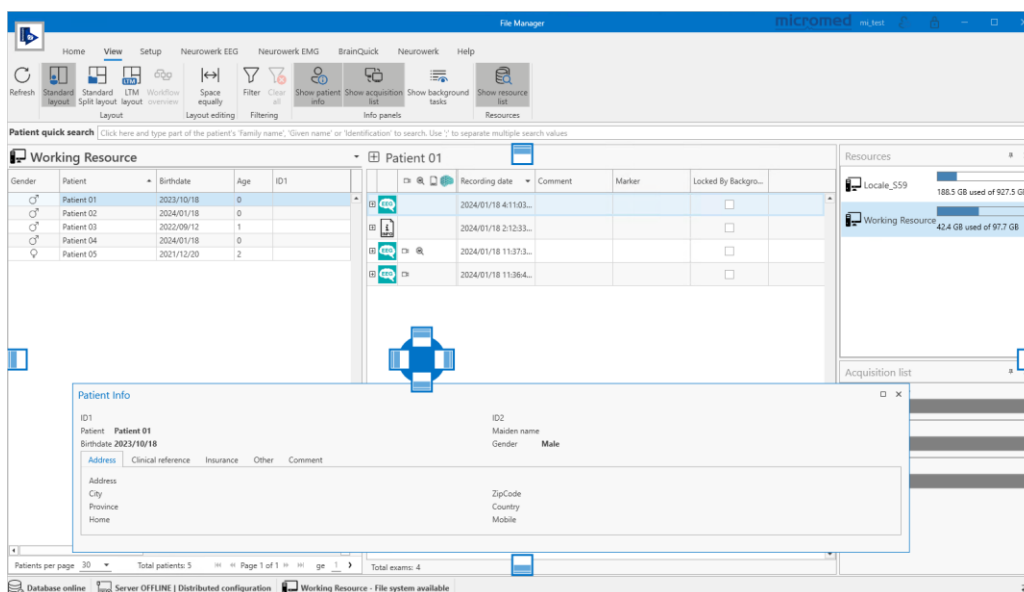 File Manager
micromed mi_test
Home View Setup Neurowerk EEG Neurowerk EMG BrainQuick Neurowerk Help
Refresh Standard layout Standard Split layout LTM layout Workflow overview Space equally Filter Clear all Show patient info Show acquisition list Show background tasks Show resource list
Layout Layout editing Filtering Info panels Resources
Patient quick search Click here and type part of the patient's 'Family name', 'Given name' or 'Identification' to search. Use ';' to separate multiple search values
Working Resource
Gender Patient Birthdate Age ID1
Patient 01 2023/10/18 0
Patient 02 2024/01/18 0
Patient 03 2022/09/12 1
Patient 04 2024/01/18 0
Patient 05 2021/12/20 2
Patient 01
Recording date Comment Marker Locked By Backgro...
EEG 2024/01/18 4:11:03...
INFO 2024/01/18 2:12:33...
EEG 2024/01/18 11:37:3...
EEG 2024/01/18 11:36:4...
Resources
Locale_S59 188.5 GB used of 927.5 G
Working Resource 42.4 GB used of 97.7 GB
Acquisition list
Patient Info
ID1 ID2
Patient Patient 01 Maiden name
Birthdate 2023/10/18 Gender Male
Address Clinical reference Insurance Other Comment
Address
City ZipCode
Province Country
Home Mobile
Patients per page 30 Total patients: 5 Page 1 of 1 ge 1
Total exams: 4
Database online Server OFFLINE | Distributed configuration Working Resource - File system available